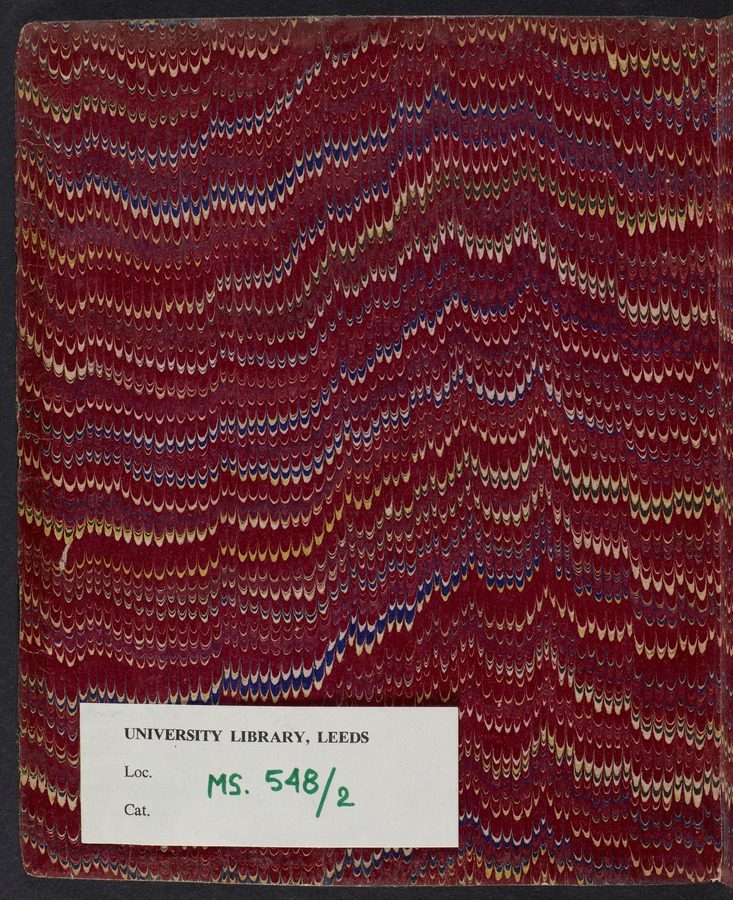 UNIVERSITY LIBRARY, LEEDS
Loc.
MS. 548/2
Cat.